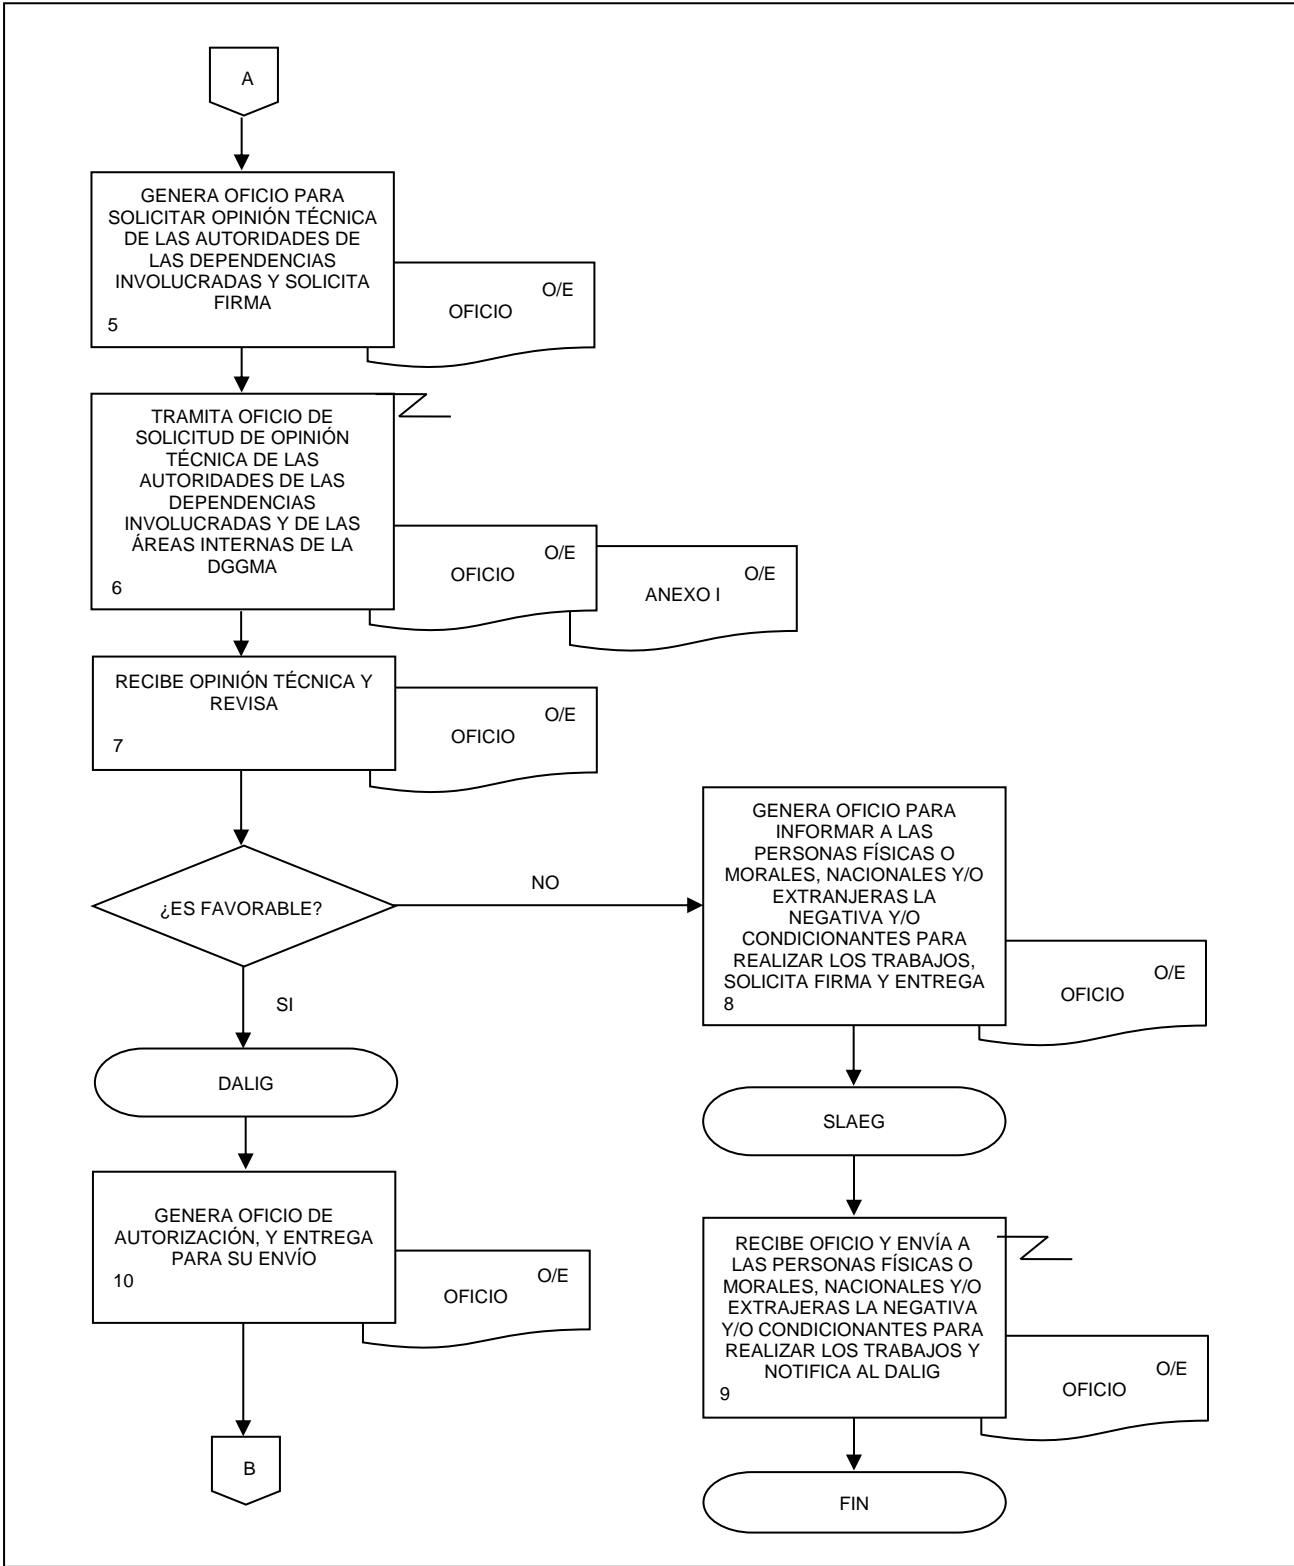 A
GENERA OFICIO PARA
SOLICITAR OPINIÓN TÉCNICA
DE LAS AUTORIDADES DE
LAS DEPENDENCIAS
INVOLUCRADAS Y SOLICITA
FIRMA
5
O/E
OFICIO
TRAMITA OFICIO DE
SOLICITUD DE OPINIÓN
TÉCNICA DE LAS
AUTORIDADES DE LAS
DEPENDENCIAS
INVOLUCRADAS Y DE LAS
ÁREAS INTERNAS DE LA
DGGMA
6
O/E
OFICIO
O/E
ANEXO I
RECIBE OPINIÓN TÉCNICA Y
REVISA
7
O/E
OFICIO
¿ES FAVORABLE?
NO
SI
GENERA OFICIO PARA
INFORMAR A LAS
PERSONAS FÍSICAS O
MORALES, NACIONALES Y/O
EXTRANJERAS LA
NEGATIVA Y/O
CONDICIONANTES PARA
REALIZAR LOS TRABAJOS,
SOLICITA FIRMA Y ENTREGA
8
O/E
OFICIO
DALIG
SLAEG
GENERA OFICIO DE
AUTORIZACIÓN, Y ENTREGA
PARA SU ENVÍO
10
O/E
OFICIO
RECIBE OFICIO Y ENVÍA A
LAS PERSONAS FÍSICAS O
MORALES, NACIONALES Y/O
EXTRAJERAS LA NEGATIVA
Y/O CONDICIONANTES PARA
REALIZAR LOS TRABAJOS Y
NOTIFICA AL DALIG
9
O/E
OFICIO
B
FIN